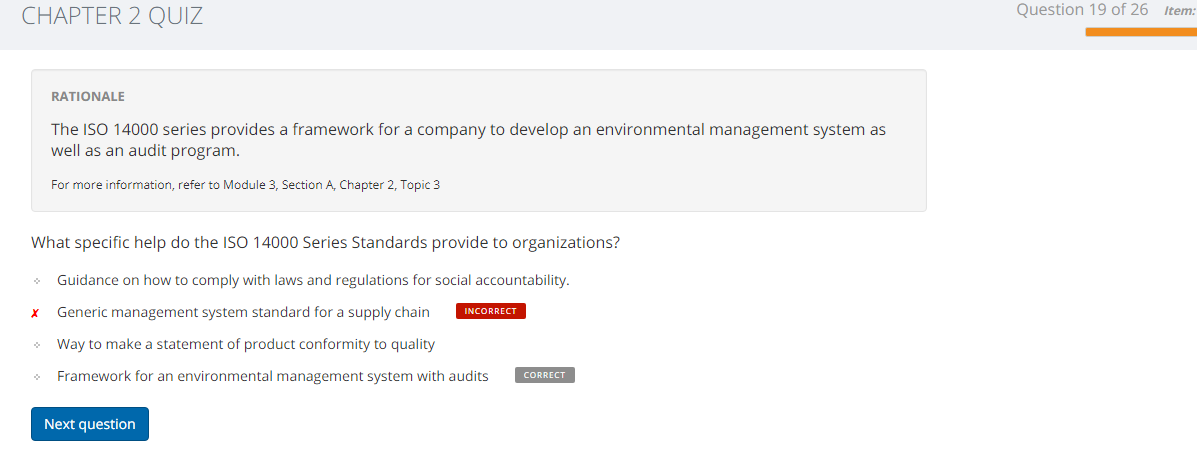 CHAPTER 2 QUIZ
Question 19 of 26 Item:
RATIONALE
The ISO 14000 series provides a framework for a company to develop an environmental management system as
well as an audit program.
For more information, refer to Module 3, Section A, Chapter 2, Topic 3
What specific help do the ISO 14000 Series Standards provide to organizations?
Guidance on how to comply with laws and regulations for social accountability.
✗ Generic management system standard for a supply chain INCORRECT
Way to make a statement of product conformity to quality
Framework for an environmental management system with audits CORRECT
Next question